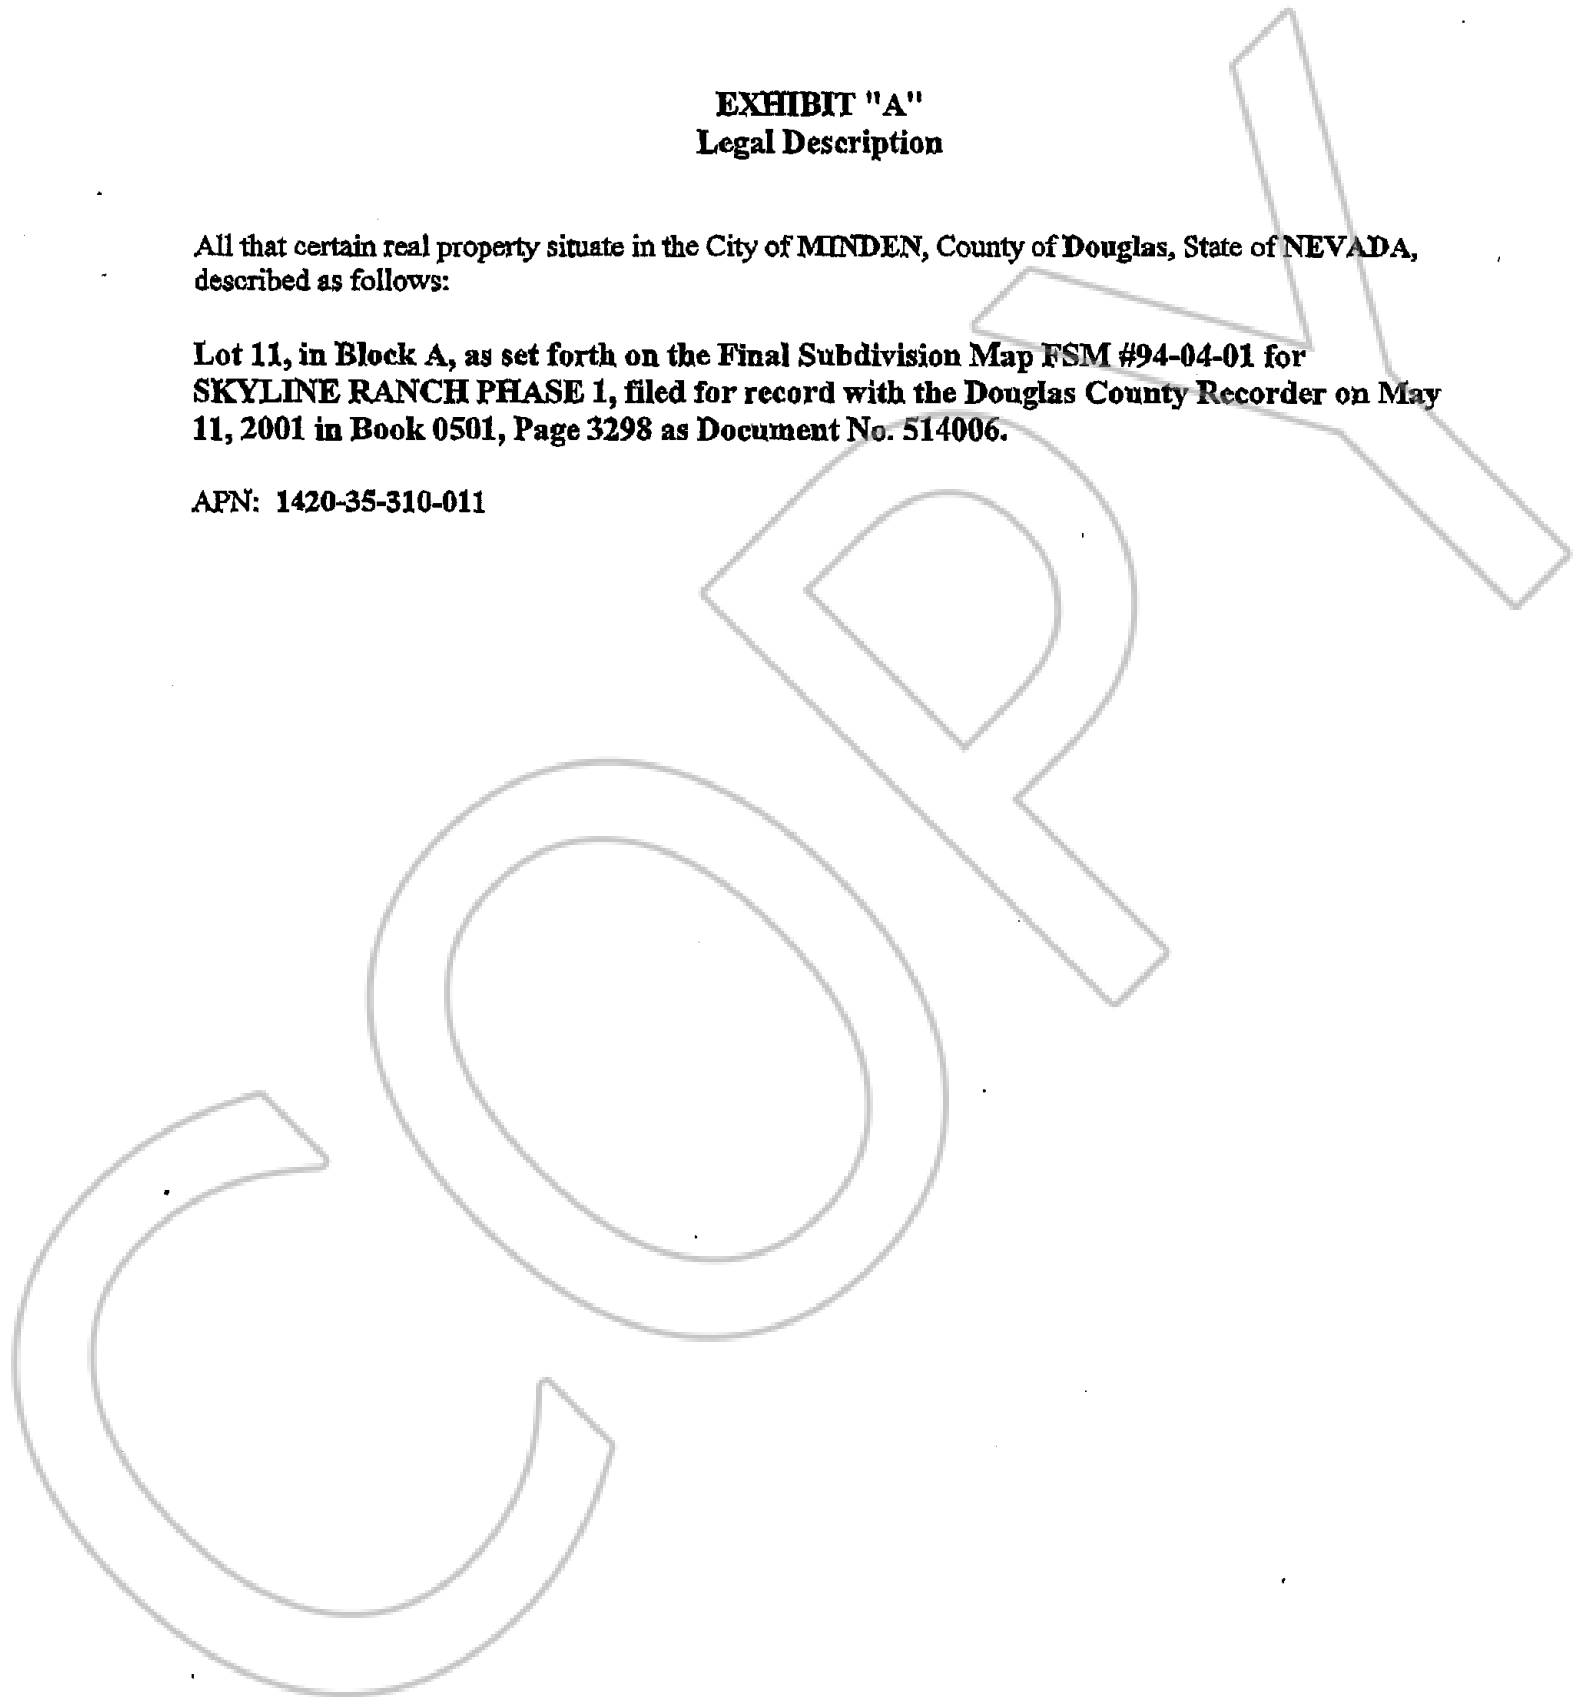 EXHIBIT "A"
Legal Description
All that certain real property situate in the City of MINDEN, County of Douglas, State of NEVADA,
described as follows:
Lot 11, in Block A, as set forth on the Final Subdivision Map FSM #94-04-01 for
SKYLINE RANCH PHASE 1, filed for record with the Douglas County Recorder on May
11, 2001 in Book 0501, Page 3298 as Document No. 514006.
APN: 1420-35-310-011
COPY